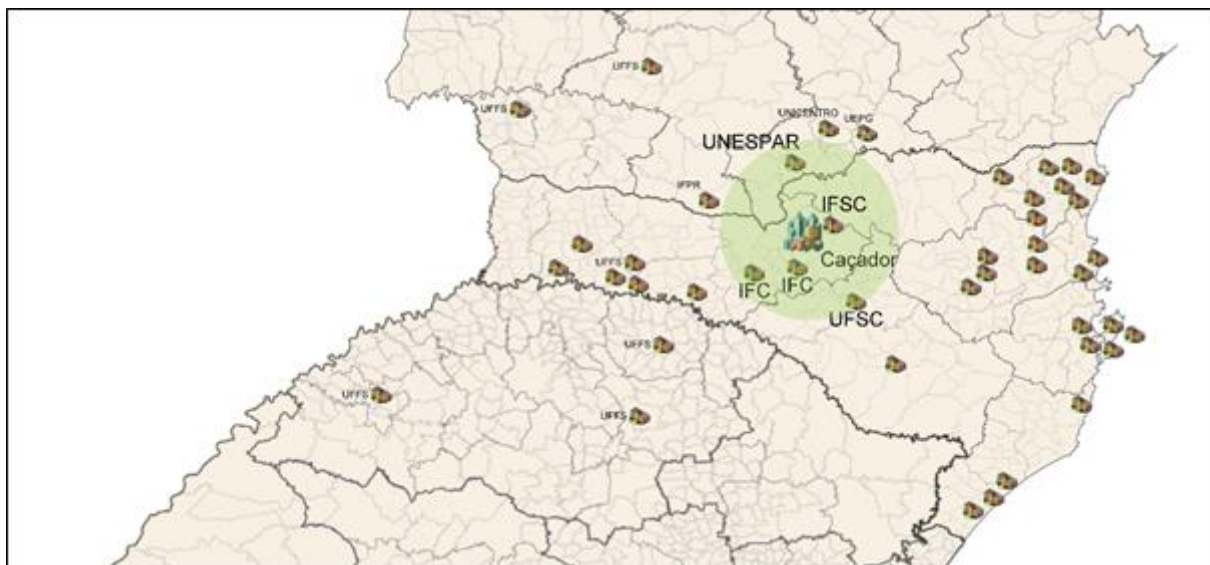 UFFS
UFFS
UNICENTRO
UEPG
UNESPAR
IFPR
IFSC
Caçador
UFFS
IFC
IFC
UFSC
UFFS
UFFS
UFFS